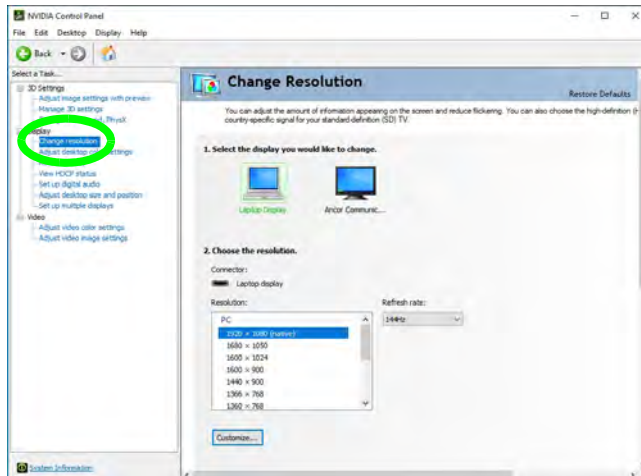 NVIDIA Control Panel
File Edit Desktop Display Help
Back
Select a Task...
3D Settings
Adjust image settings with preview
Manage 3D settings
PhysX
Display
Change resolution
Adjust desktop color settings
View HDCP status
Set up digital audio
Adjust desktop size and position
Set up multiple displays
Video
Adjust video color settings
Adjust video image settings
System Information
Change Resolution
Restore Defaults
You can adjust the amount of information appearing on the screen and reduce flickering. You can also choose the high-definition (H
country-specific signal for your standard-definition (SD) TV.
1. Select the display you would like to change.
Laptop Display
Ancor Communic...
2. Choose the resolution.
Connector:
Laptop display
Resolution:
Refresh rate:
PC
144Hz
1920 × 1080 (native)
1680 × 1050
1600 × 1024
1600 × 900
1440 × 900
1366 × 768
1360 × 768
Customize...